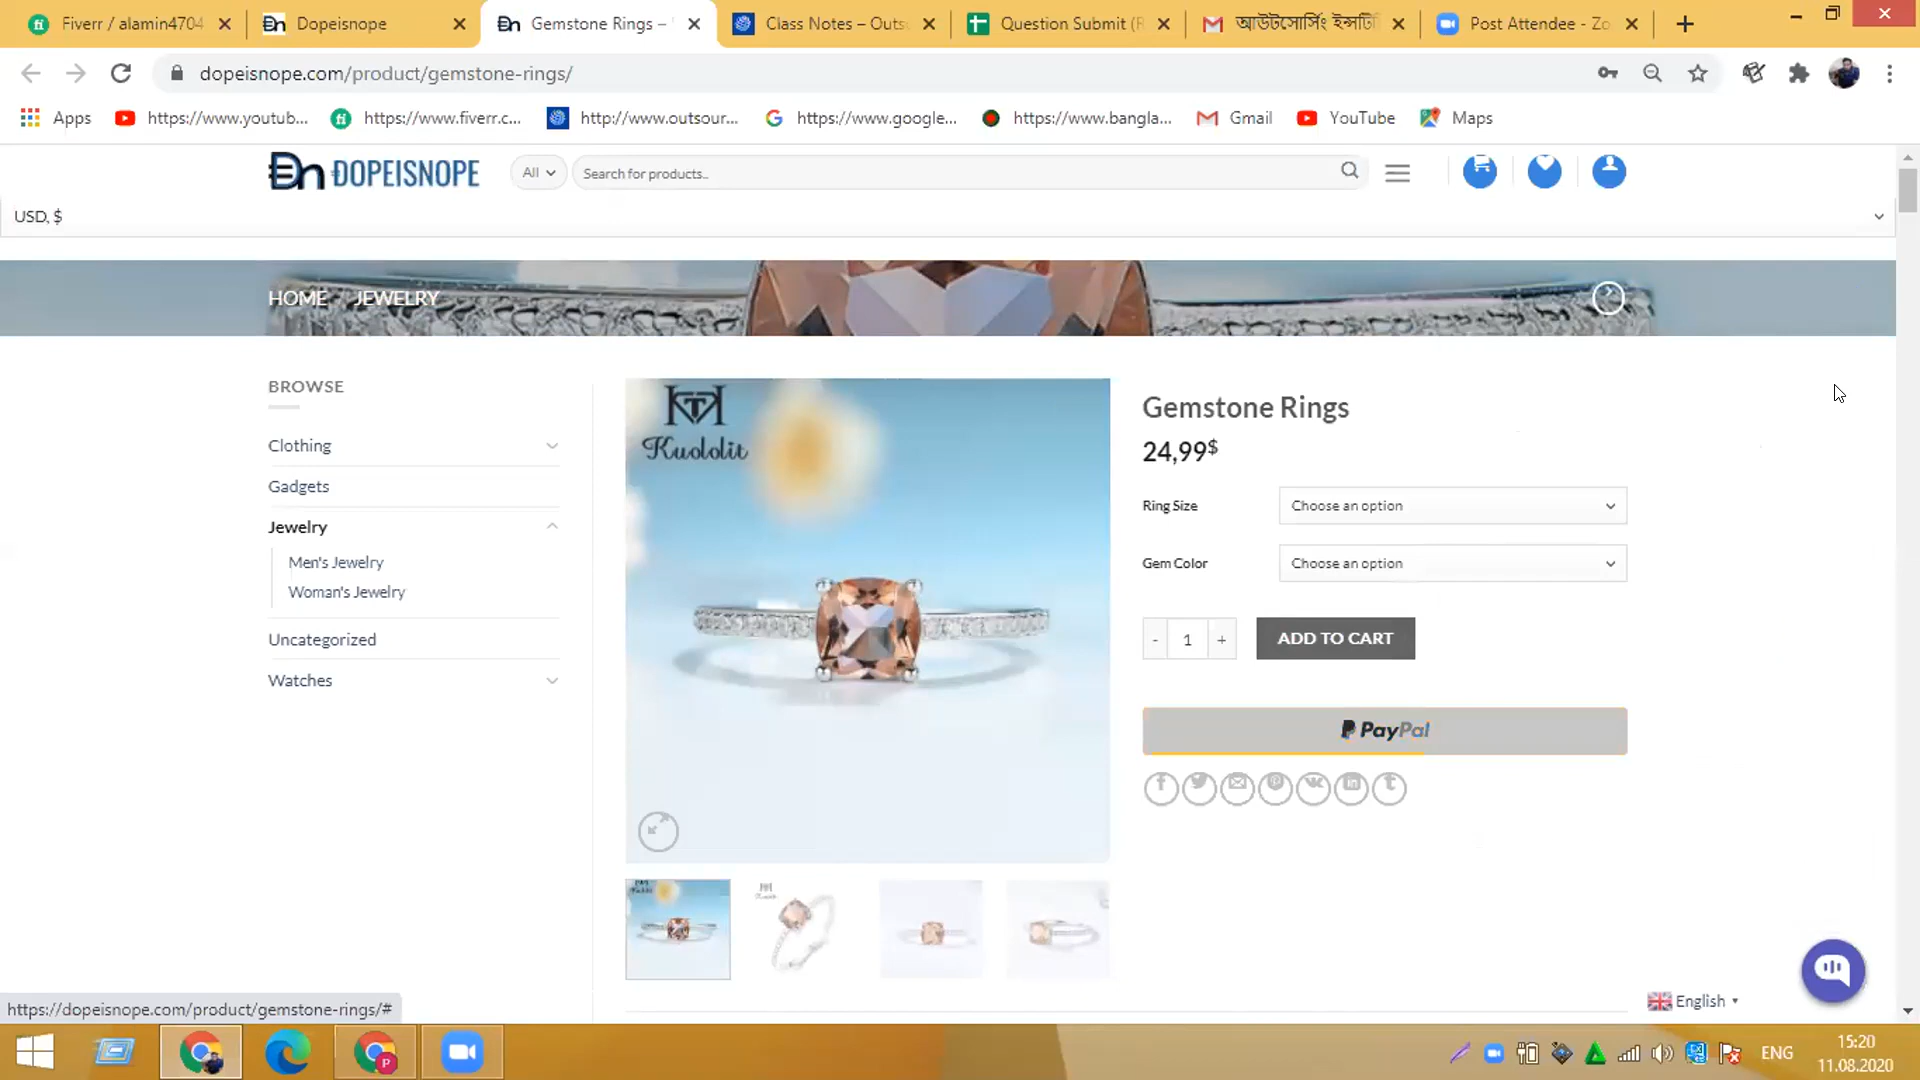 Fiverr / alamin4704
Dopeisnope
Gemstone Rings –
Class Notes – Outs
Question Submit (R
আউটসোর্সিং ইন্সটি
Post Attendee - Zo
dopeisnope.com/product/gemstone-rings/
Apps
https://www.youtub...
https://www.fiverr.c...
http://www.outsour...
https://www.google...
https://www.bangla...
Gmail
YouTube
Maps
DOPEISNOPE
All
Search for products..
USD, $
HOME / JEWELRY
BROWSE
Clothing
Gadgets
Jewelry
Men's Jewelry
Woman's Jewelry
Uncategorized
Watches
Kuololit
Gemstone Rings
24,99$
Ring Size
Choose an option
Gem Color
Choose an option
- 1 +
ADD TO CART
PayPal
https://dopeisnope.com/product/gemstone-rings/#
English
ENG
15:20
11.08.2020